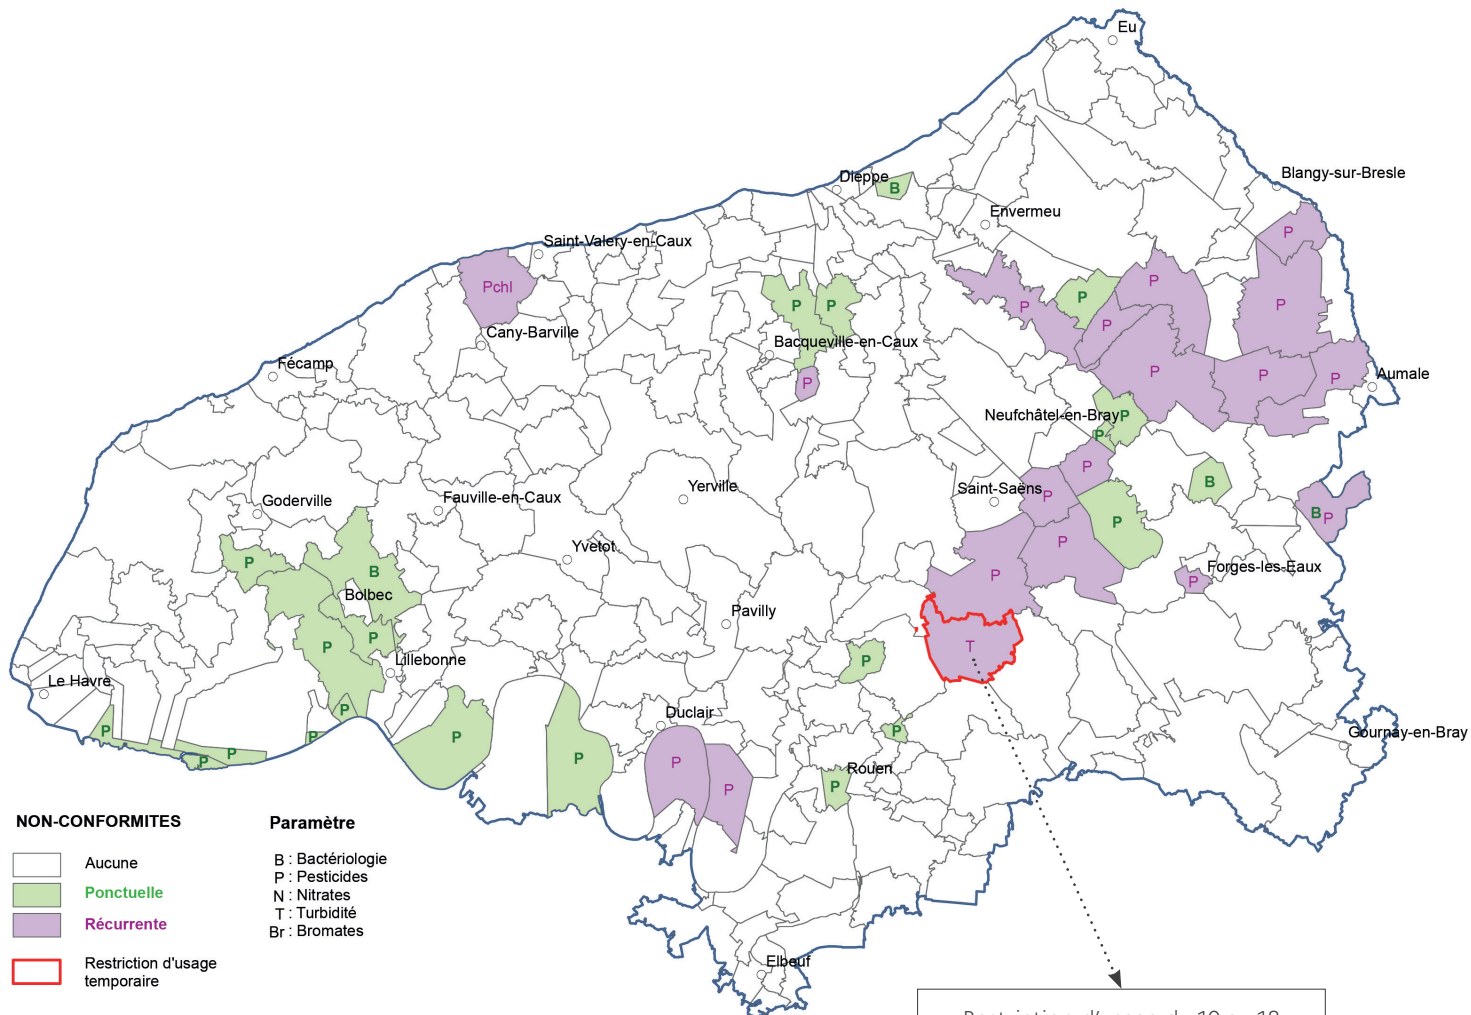 Eu
Blangy-sur-Bresle
Dieppe
B
Envermeu
P
Saint-Valery-en-Caux
Pchl
P
P
P
P
P
P
P
P
Cany-Barville
Bacqueville-en-Caux
Fécamp
P
P
P
P
Aumale
Neufchâtel-en-Bray
P
P
P
B
Saint-Saëns
P
Yerville
Goderville
Fauville-en-Caux
P
B
P
P
Yvetot
P
B
Bolbec
P
P
Forges-les-Eaux
Pavilly
P
P
T
Lillebonne
P
Le Havre
P
Duclair
P
P
P
P
P
P
P
P
P
P
Rouen
P
Gournay-en-Bray
Elbeuf
NON-CONFORMITES
Aucune
Ponctuelle
Récurrente
Restriction d'usage
temporaire
Paramètre
B : Bactériologie
P : Pesticides
N : Nitrates
T : Turbidité
Br : Bromates